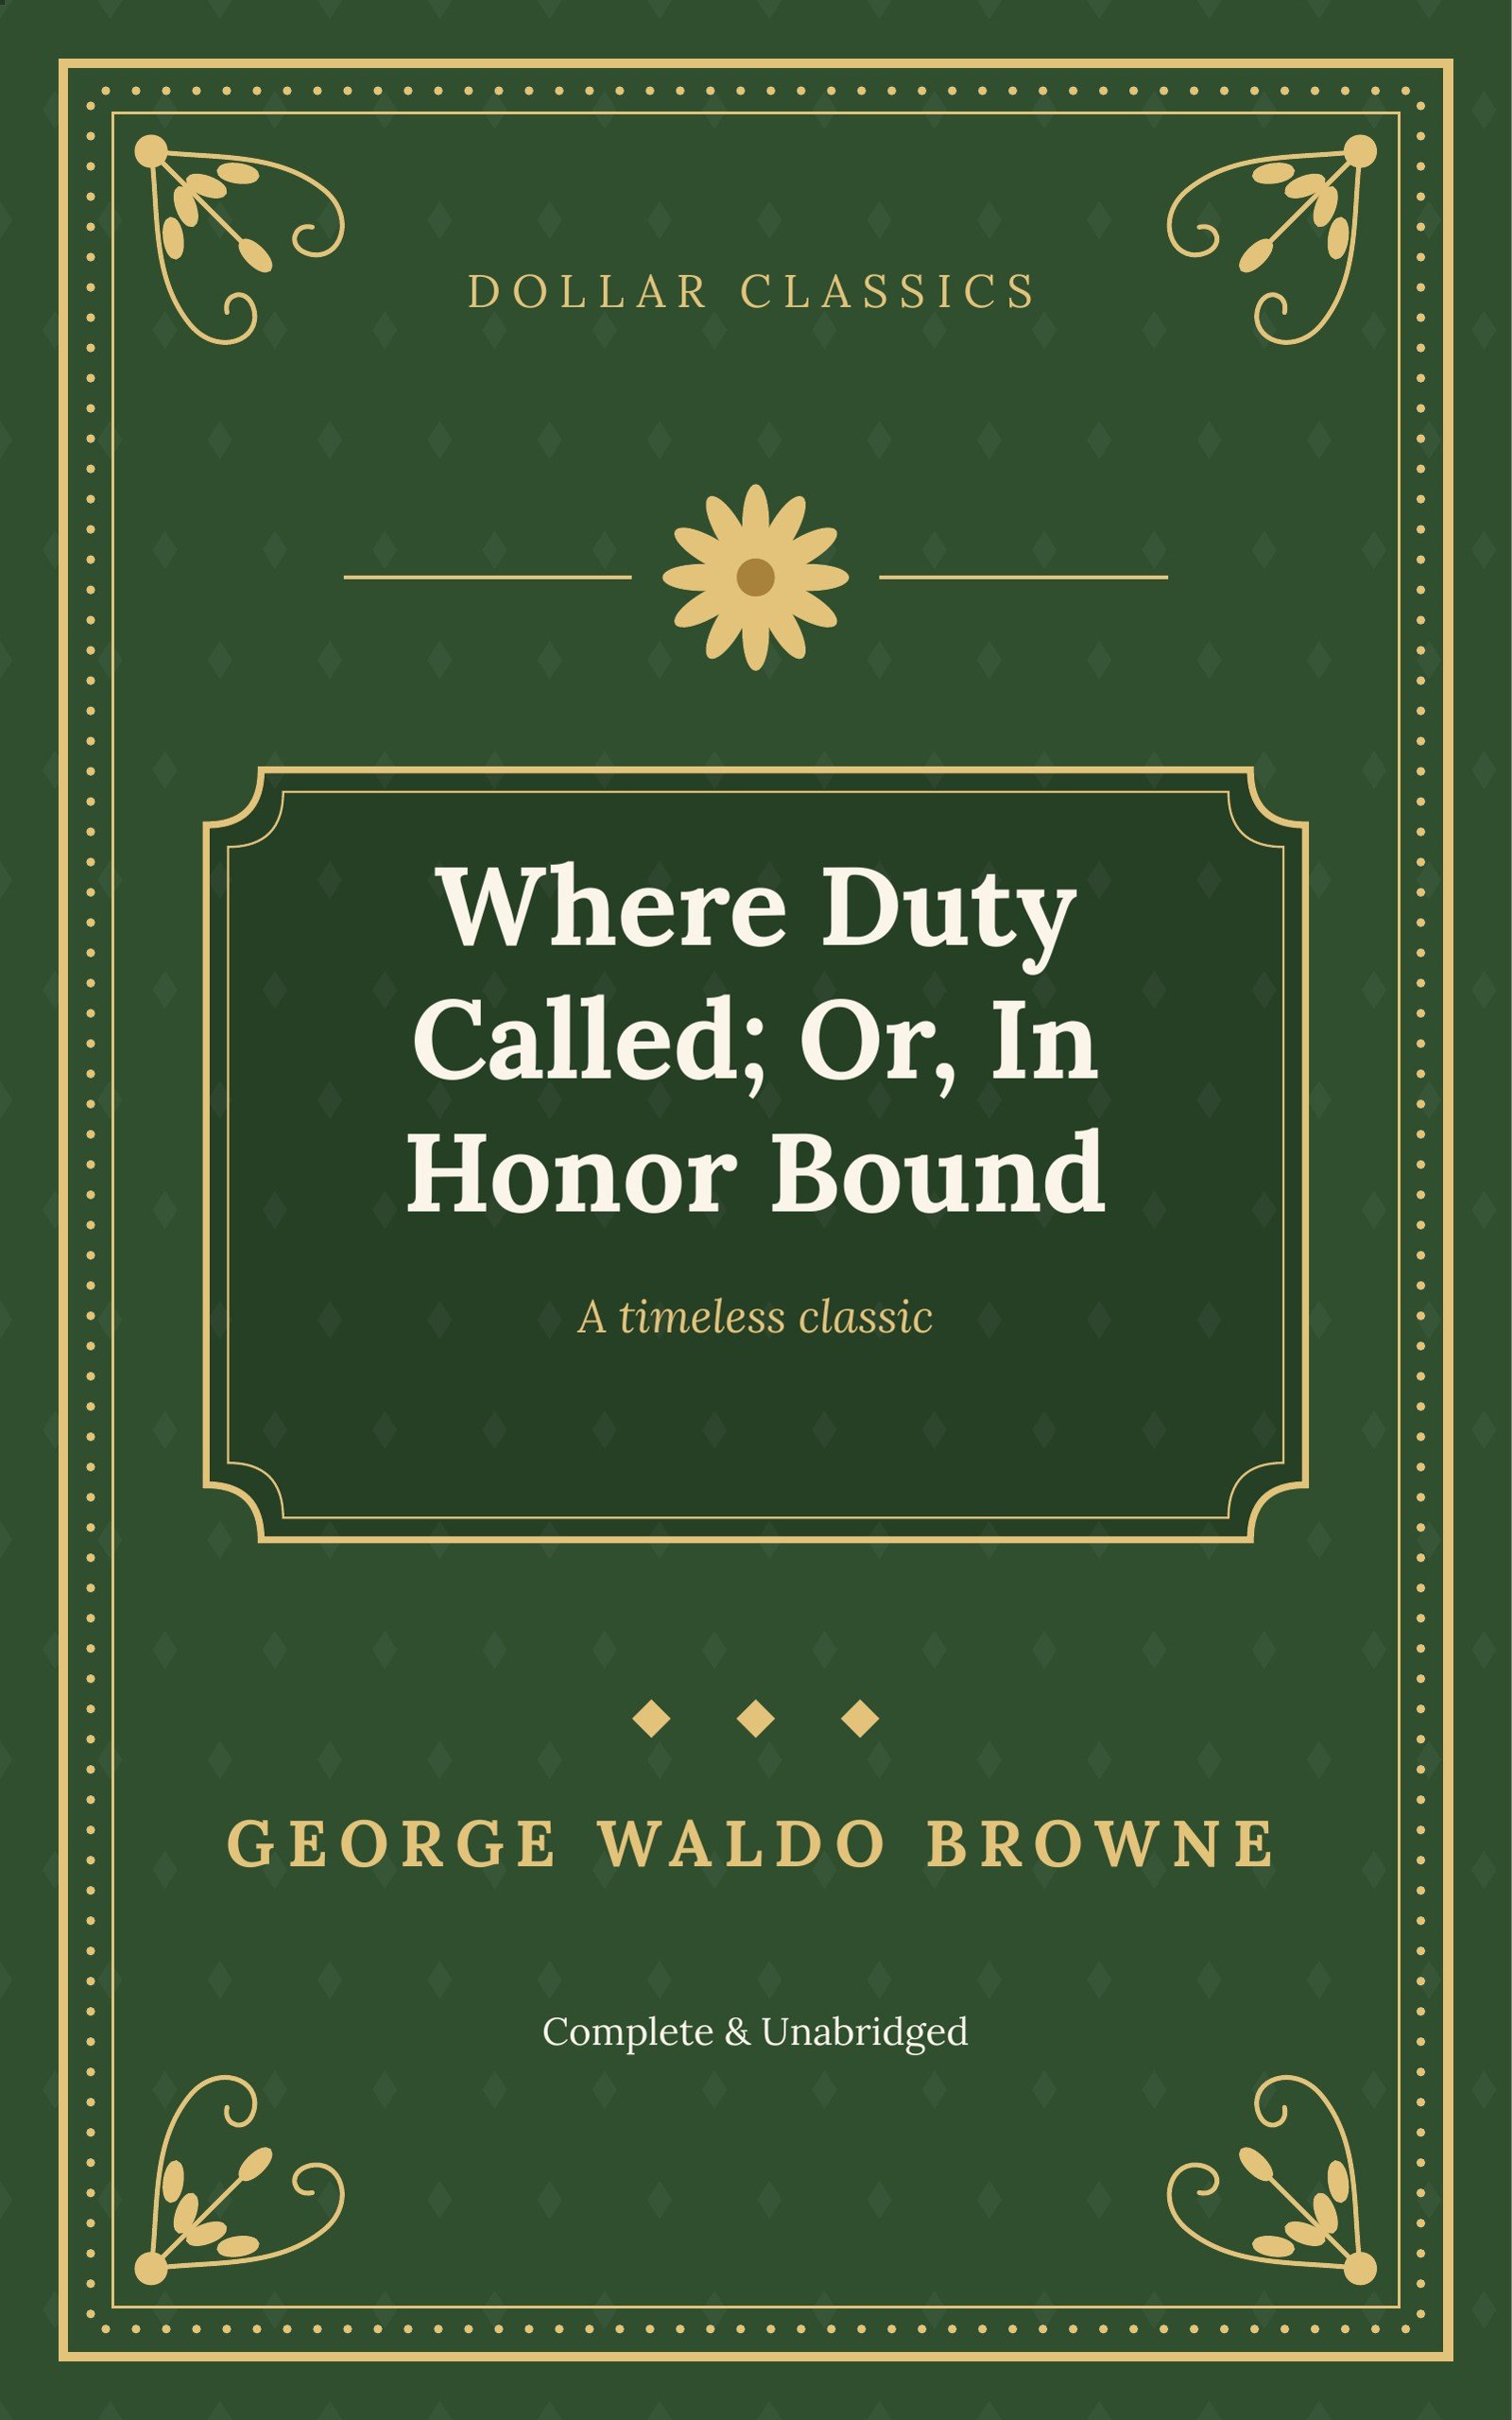 DOLLAR CLASSICS
Where Duty
Called; Or, In
Honor Bound
A timeless classic
GEORGE WALDO BROWNE
Complete & Unabridged